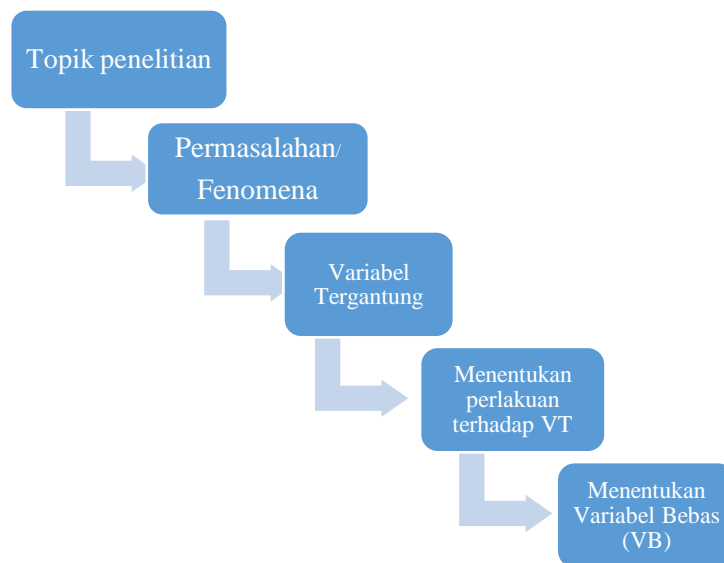 Topik penelitian
Permasalahan/
Fenomena
Variabel
Tergantung
Menentukan
perlakuan
terhadap VT
Menentukan
Variabel Bebas
(VB)